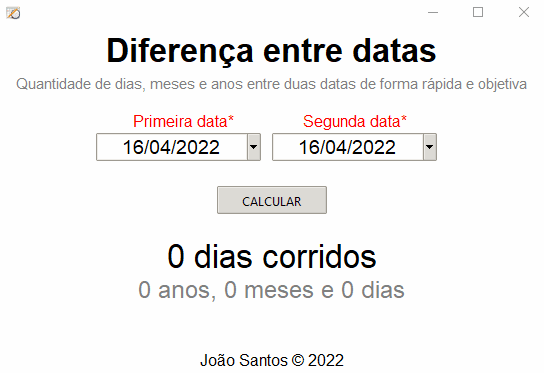 Diferença entre datas
Quantidade de dias, meses e anos entre duas datas de forma rápida e objetiva
Primeira data* Segunda data*
16/04/2022 16/04/2022
CALCULAR
0 dias corridos
0 anos, 0 meses e 0 dias
João Santos © 2022